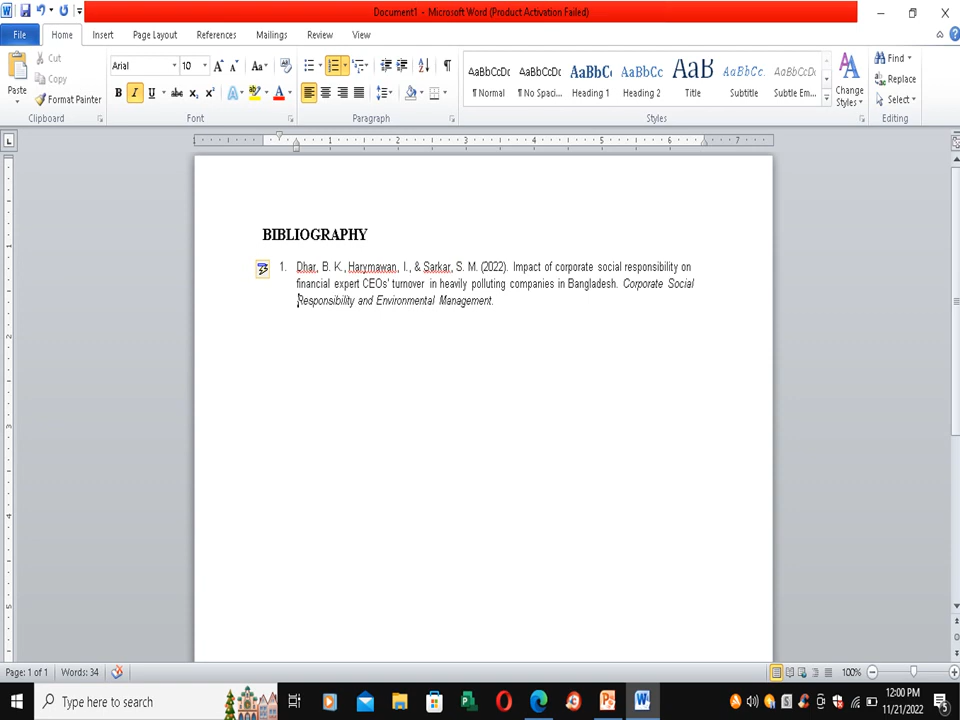 Document1 - Microsoft Word (Product Activation Failed)
File Home Insert Page Layout References Mailings Review View
Cut
Copy
Format Painter
Paste
Clipboard
Arial 10
Font
Paragraph
AaBbCcDc AaBbCcDc AaBbC AaBbCc AaB AaBbCc. AaBbCcDc
¶ Normal ¶ No Spaci... Heading 1 Heading 2 Title Subtitle Subtle Em...
Change
Styles
Styles
Find
Replace
Select
Editing
BIBLIOGRAPHY
1. Dhar, B. K., Harymawan, I., & Sarkar, S. M. (2022). Impact of corporate social responsibility on
financial expert CEOs' turnover in heavily polluting companies in Bangladesh. Corporate Social
Responsibility and Environmental Management.
Page: 1 of 1 Words: 34
100%
Type here to search
12:00 PM
11/21/2022
5